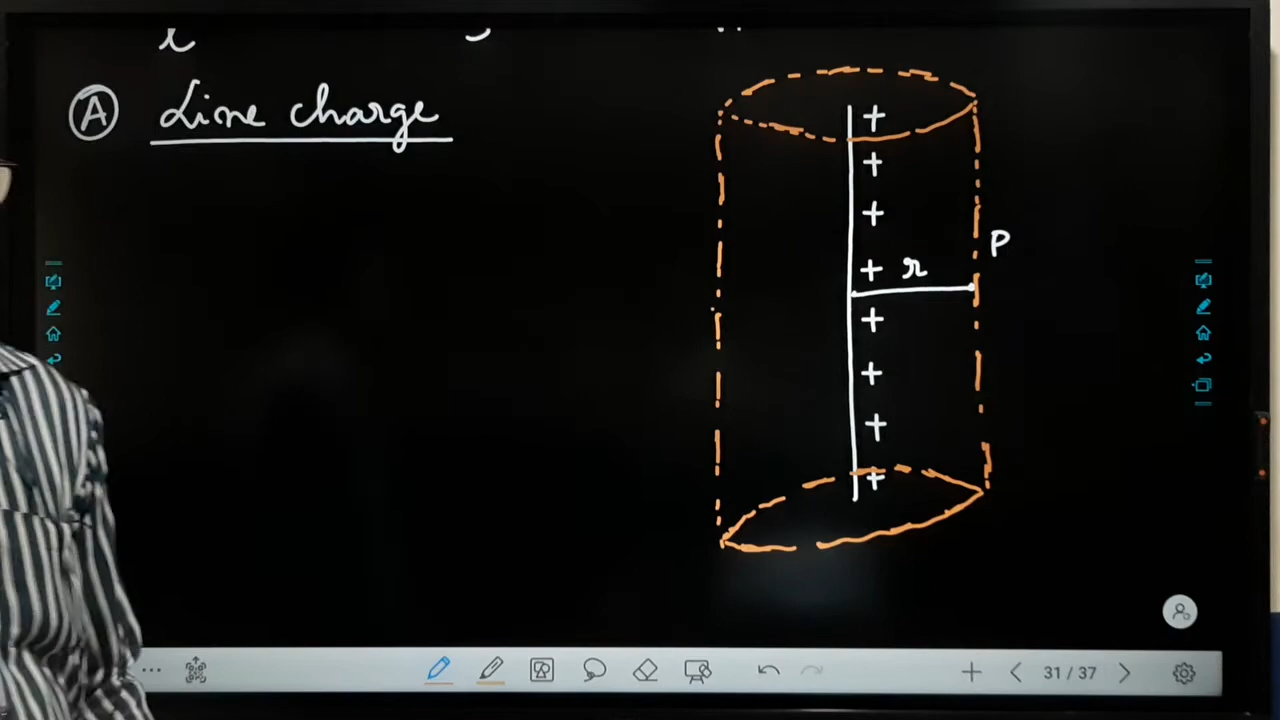 Ⓐ Line charge
+
+
+
P
+ r
+
+
+
+
31 / 37